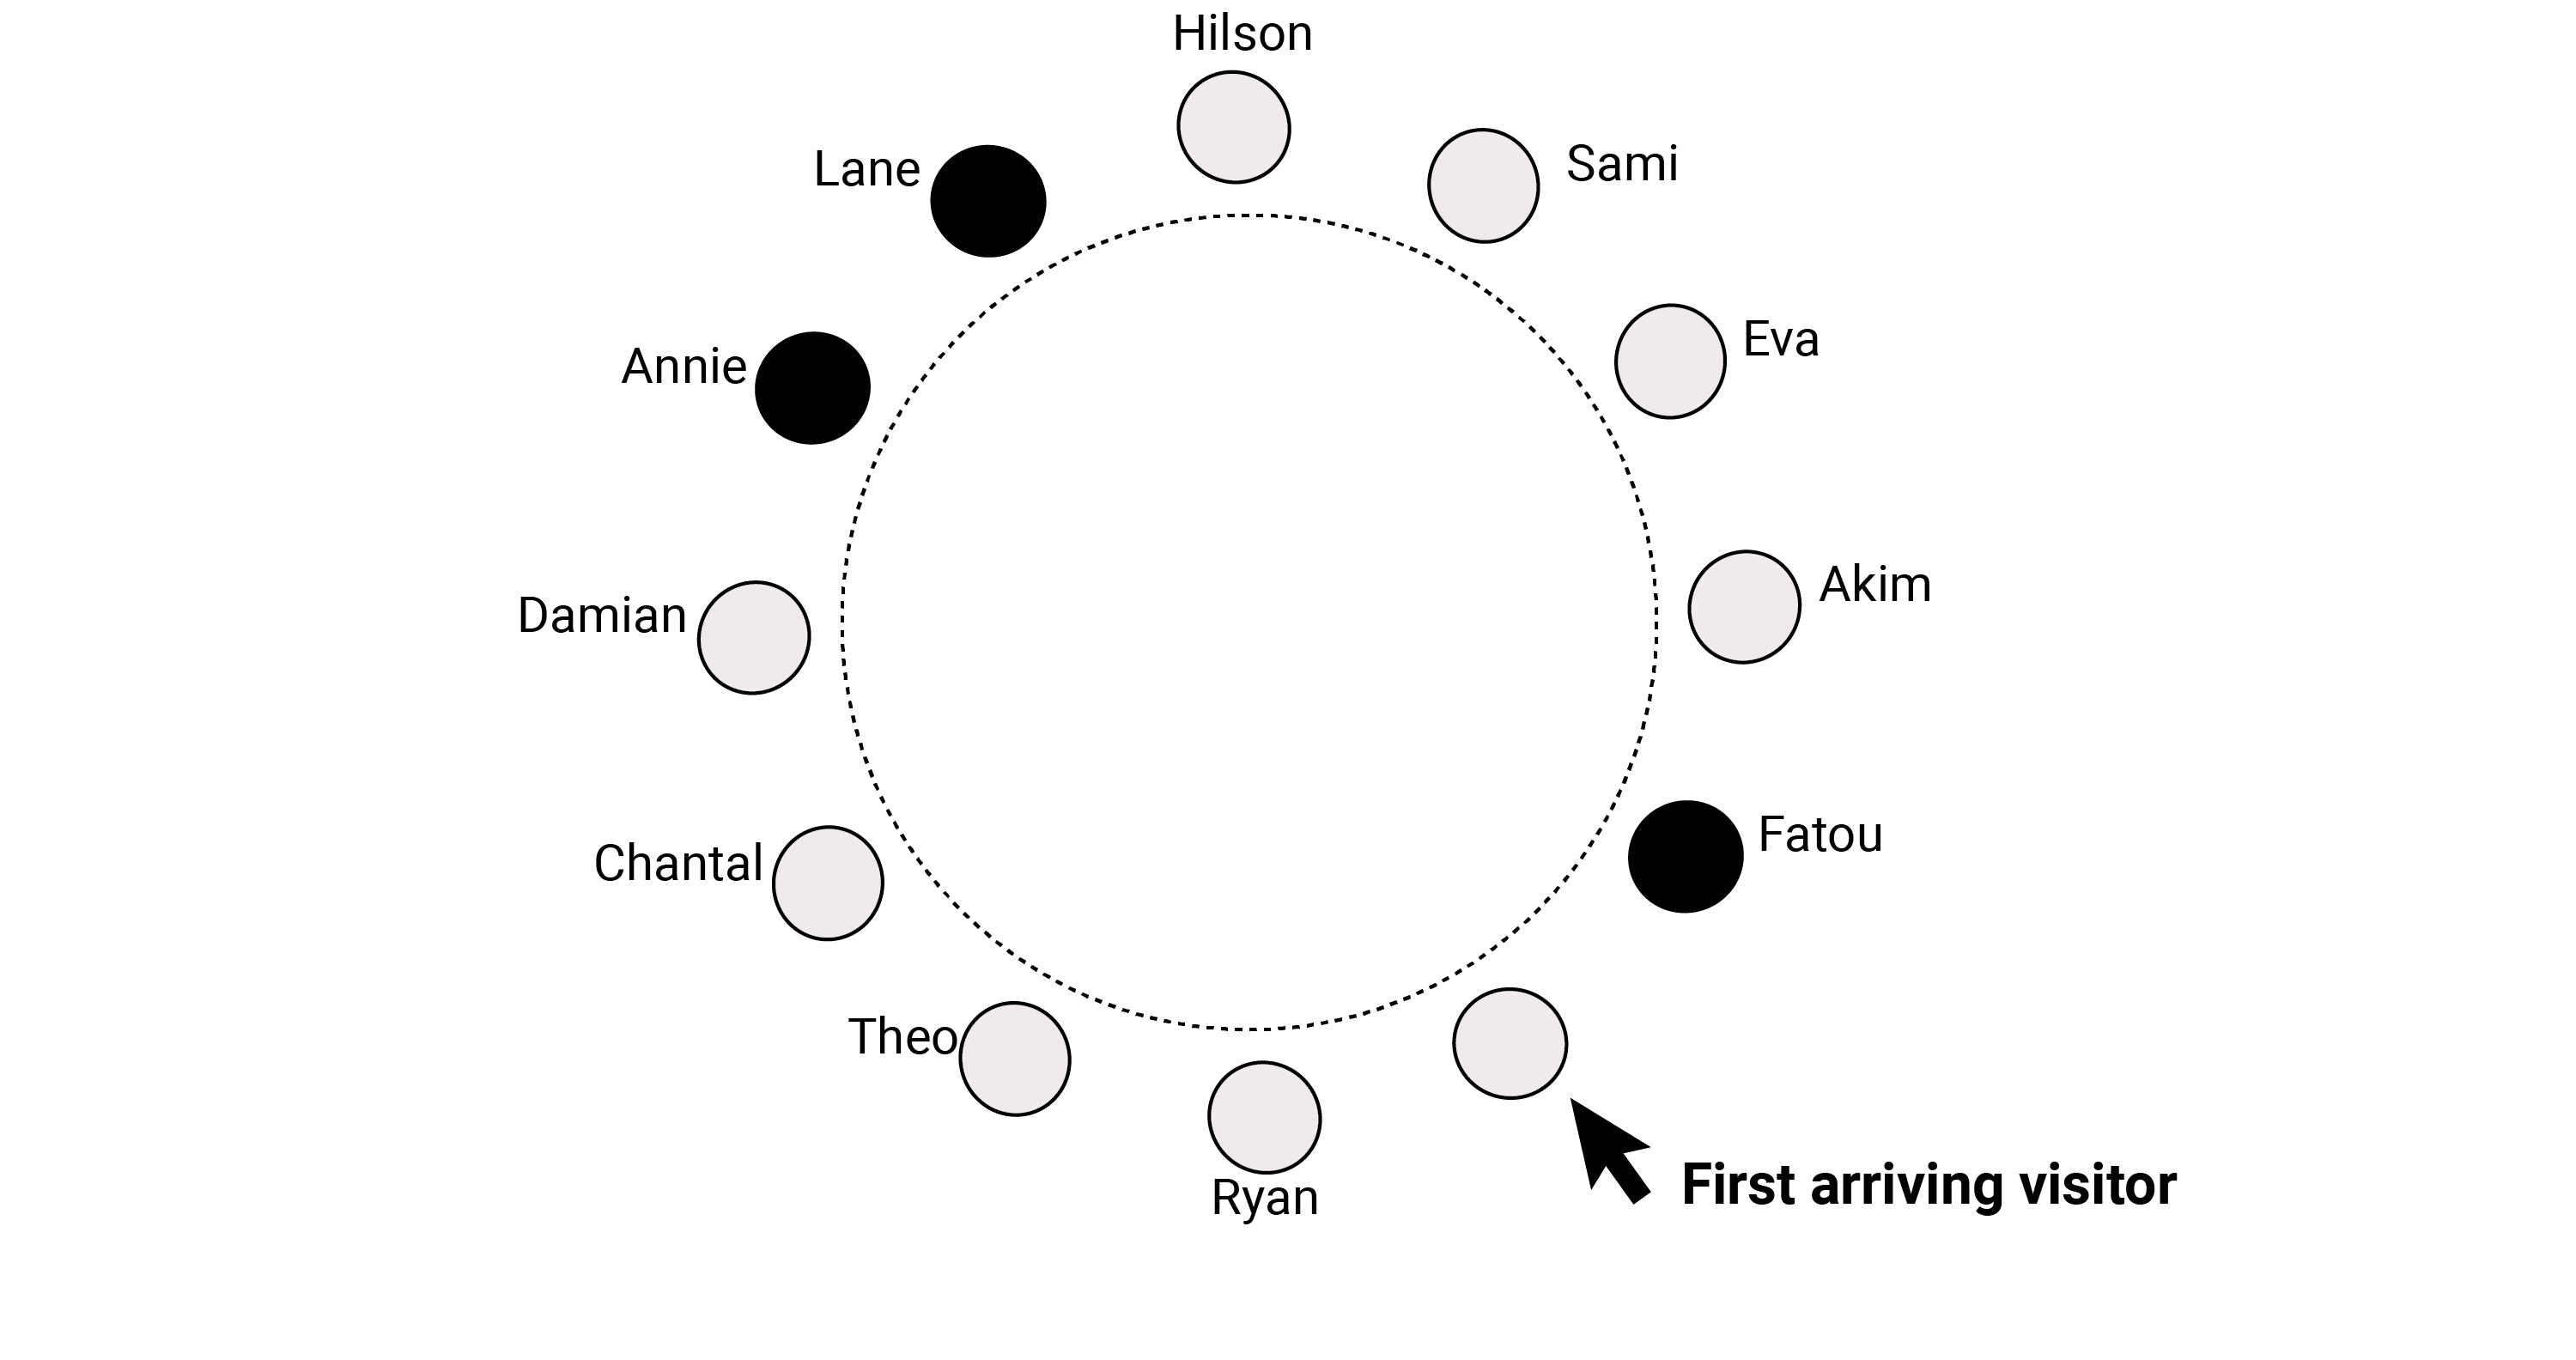 Hilson
Lane
Sami
Eva
Annie
Akim
Damian
Fatou
Chantal
Theo
First arriving visitor
Ryan